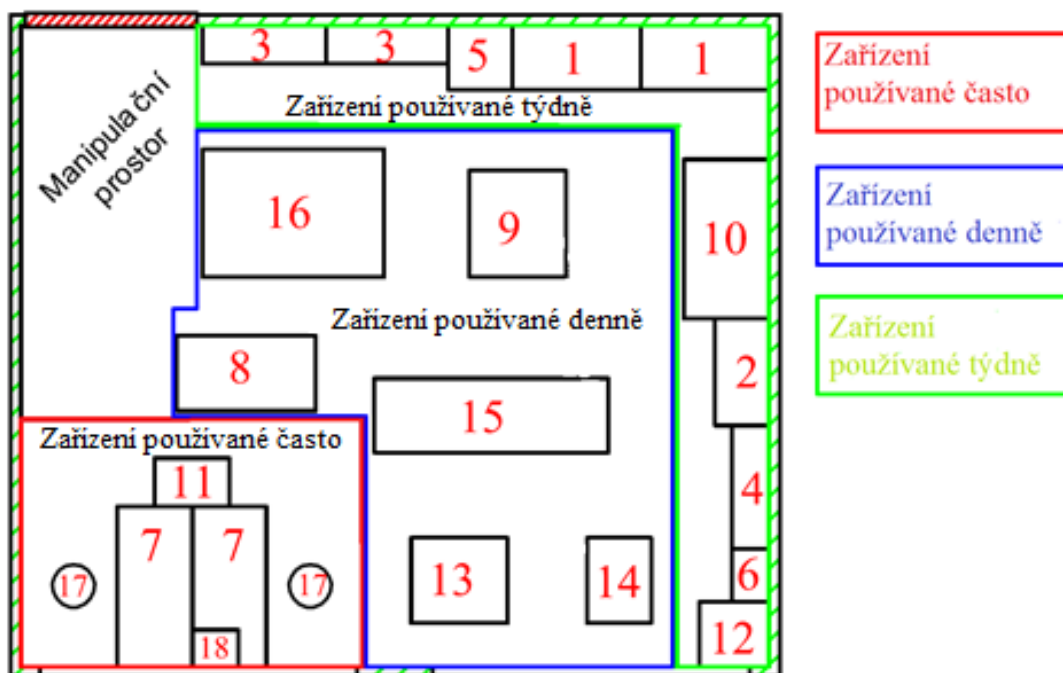 3 3 5 1 1
Zařízení používané týdně
Manipulační
prostor
16 9 10
Zařízení používané denně
8 2
15
Zařízení používané často
11 4
7 7
17 17 13 14 6
18 12
Zařízení
používané často
Zařízení
používané denně
Zařízení
používané týdně